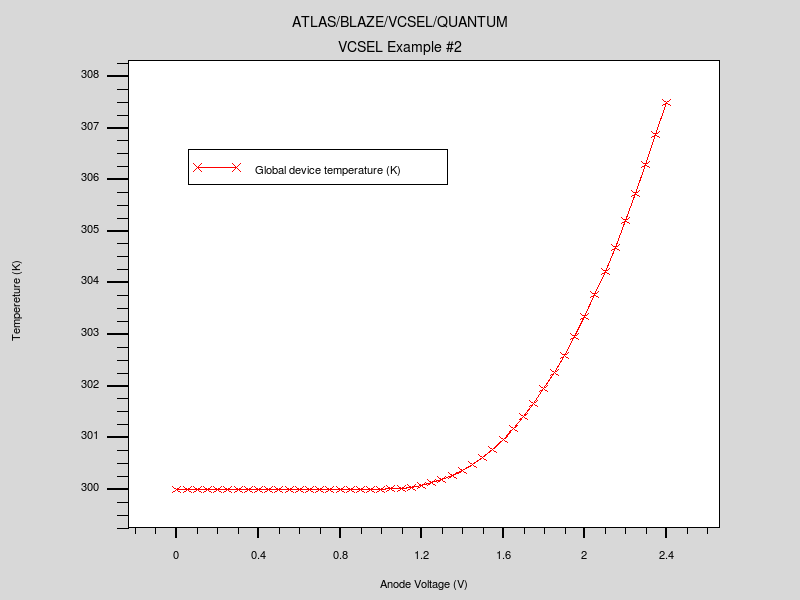 ATLAS/BLAZE/VCSEL/QUANTUM
VCSEL Example #2
308
307
306
305
304
303
302
301
300
Global device temperature (K)
Tempereture (K)
0 0.4 0.8 1.2 1.6 2 2.4
Anode Voltage (V)